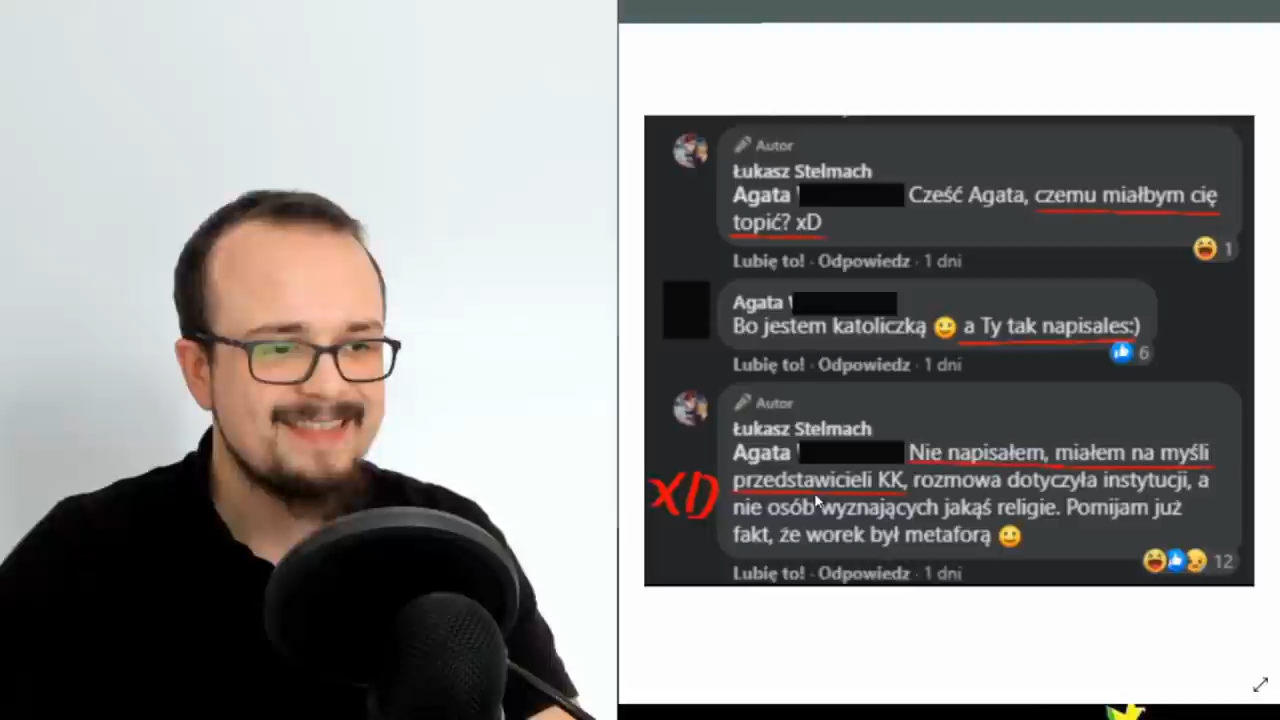 Autor
Łukasz Stelmach
Agata Cześć Agata, czemu miałbym cię
topić? xD
1
Lubię to! · Odpowiedz · 1 dni
Agata
Bo jestem katoliczką a Ty tak napisales:)
6
Lubię to! · Odpowiedz · 1 dni
Autor
Łukasz Stelmach
Agata Nie napisałem, miałem na myśli
przedstawicieli KK, rozmowa dotyczyła instytucji, a
XD
nie osób wyznających jakąś religie. Pomijam już
fakt, że worek był metaforą
12
Lubię to! · Odpowiedz · 1 dni